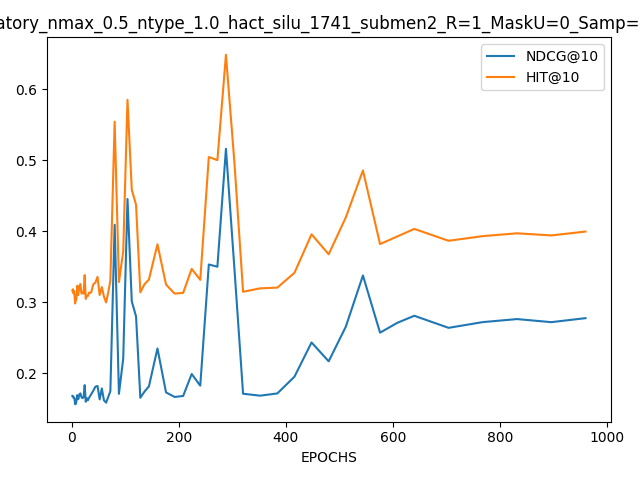 atory_nmax_0.5_ntype_1.0_hact_silu_1741_submen2_R=1_MaskU=0_Samp=
NDCG@10
HIT@10
0.6
0.5
0.4
0.3
0.2
0 200 400 600 800 1000
EPOCHS